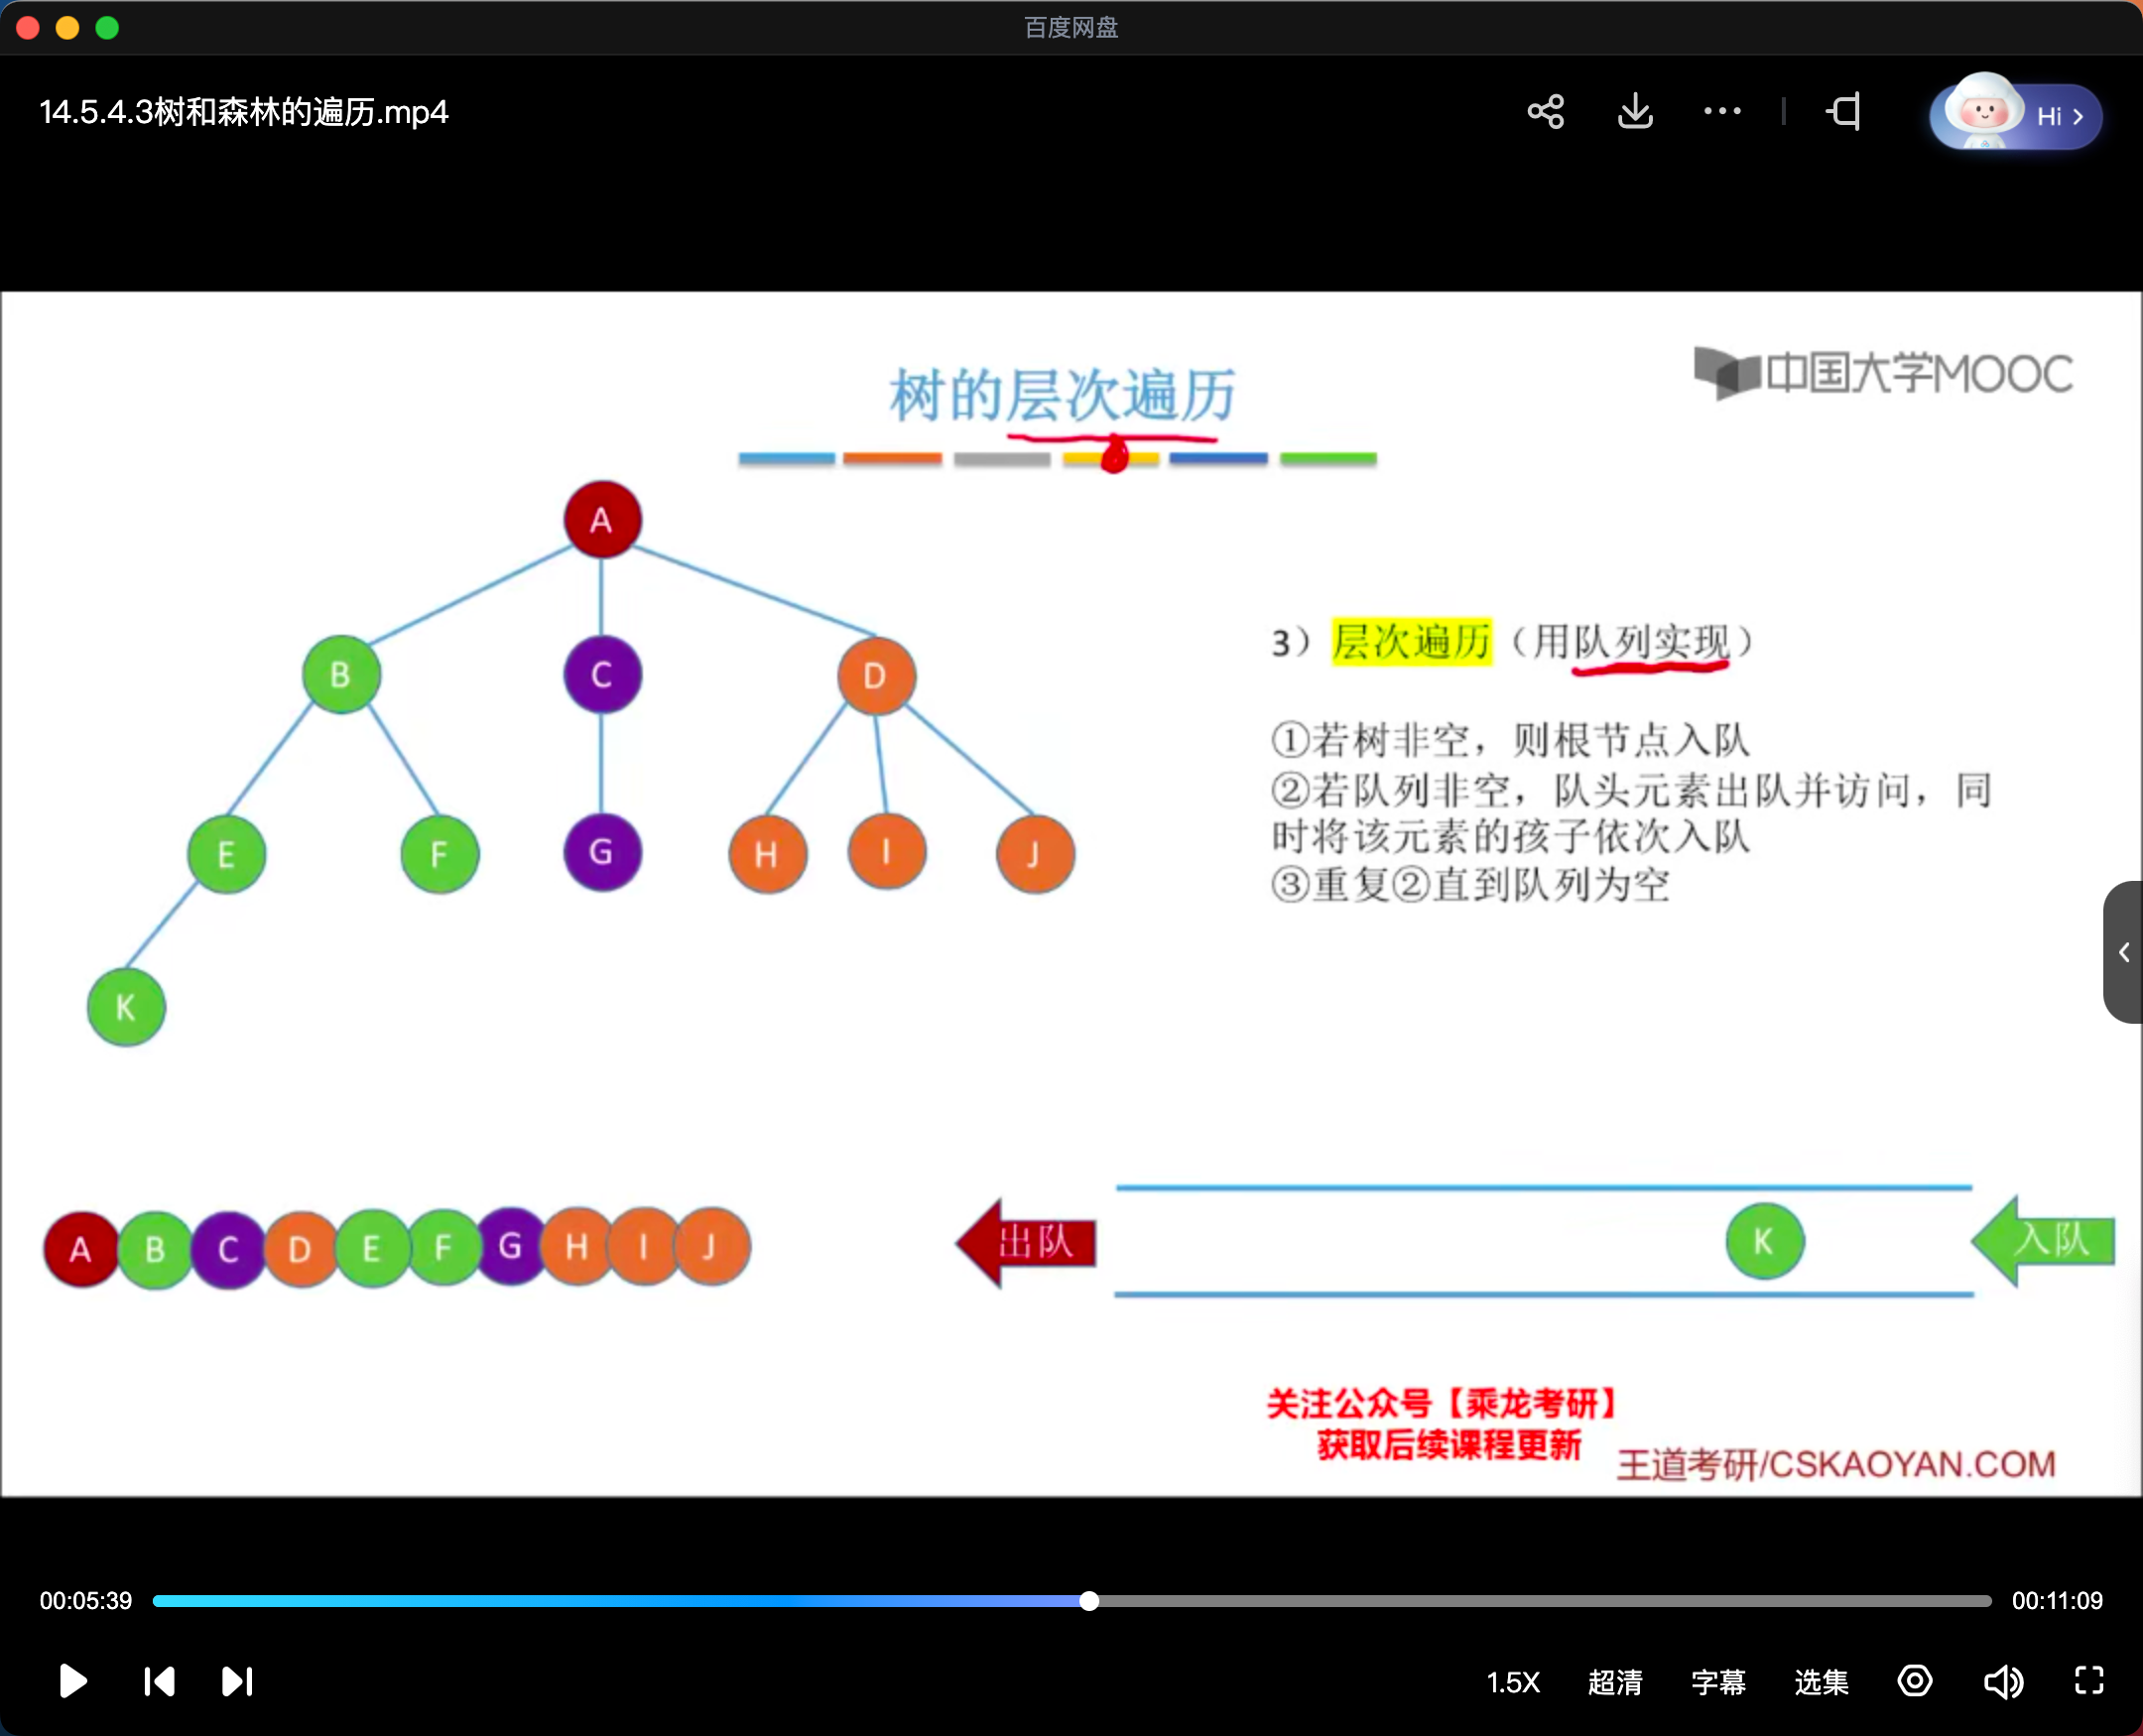 百度网盘
14.5.4.3树和森林的遍历.mp4
Hi
中国大学MOOC
树的层次遍历
A
B
C
D
E
F
G
H
I
J
K
3）层次遍历（用队列实现）
①若树非空，则根节点入队
②若队列非空，队头元素出队并访问，同
时将该元素的孩子依次入队
③重复②直到队列为空
A B C D E F G H I J
出队
K
入队
关注公众号【乘龙考研】
获取后续课程更新
王道考研/CSKAOYAN.COM
00:05:39
00:11:09
1.5X 超清 字幕 选集